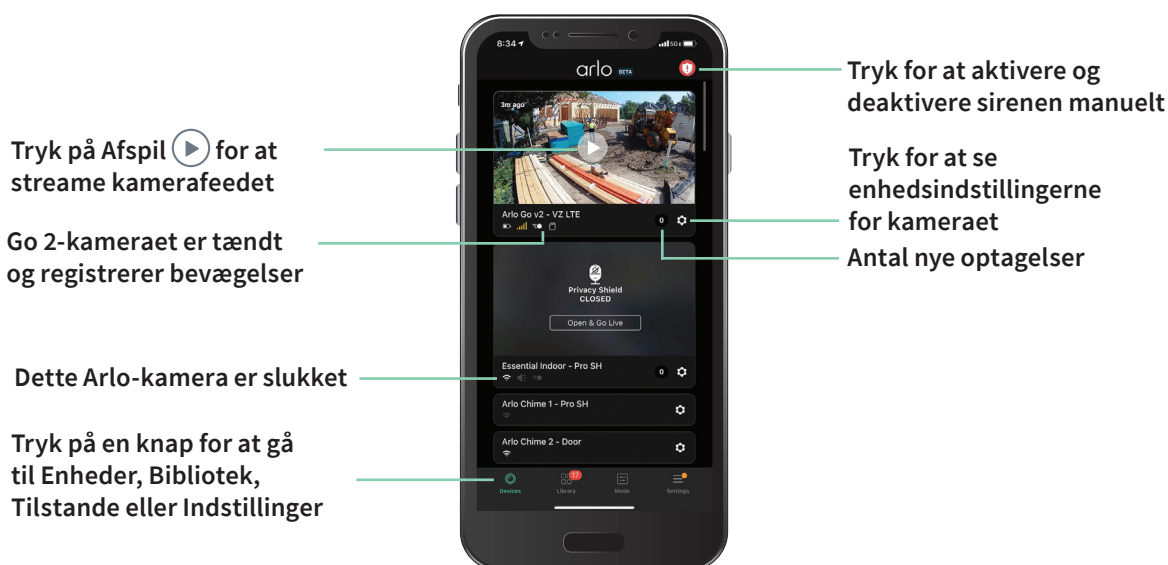 Tryk på Afspil for at
streame kamerafeedet
Go 2-kameraet er tændt
og registrerer bevægelser
Dette Arlo-kamera er slukket
Tryk på en knap for at gå
til Enheder, Bibliotek,
Tilstande eller Indstillinger
8:34
5G E
arlo BETA
3m ago
Arlo Go v2 - VZ LTE
0
Privacy Shield
CLOSED
Open & Go Live
Essential Indoor - Pro SH
0
Arlo Chime 1 - Pro SH
Arlo Chime 2 - Door
17
Devices Library Mode Settings
Tryk for at aktivere og
deaktivere sirenen manuelt
Tryk for at se
enhedsindstillingerne
for kameraet
Antal nye optagelser